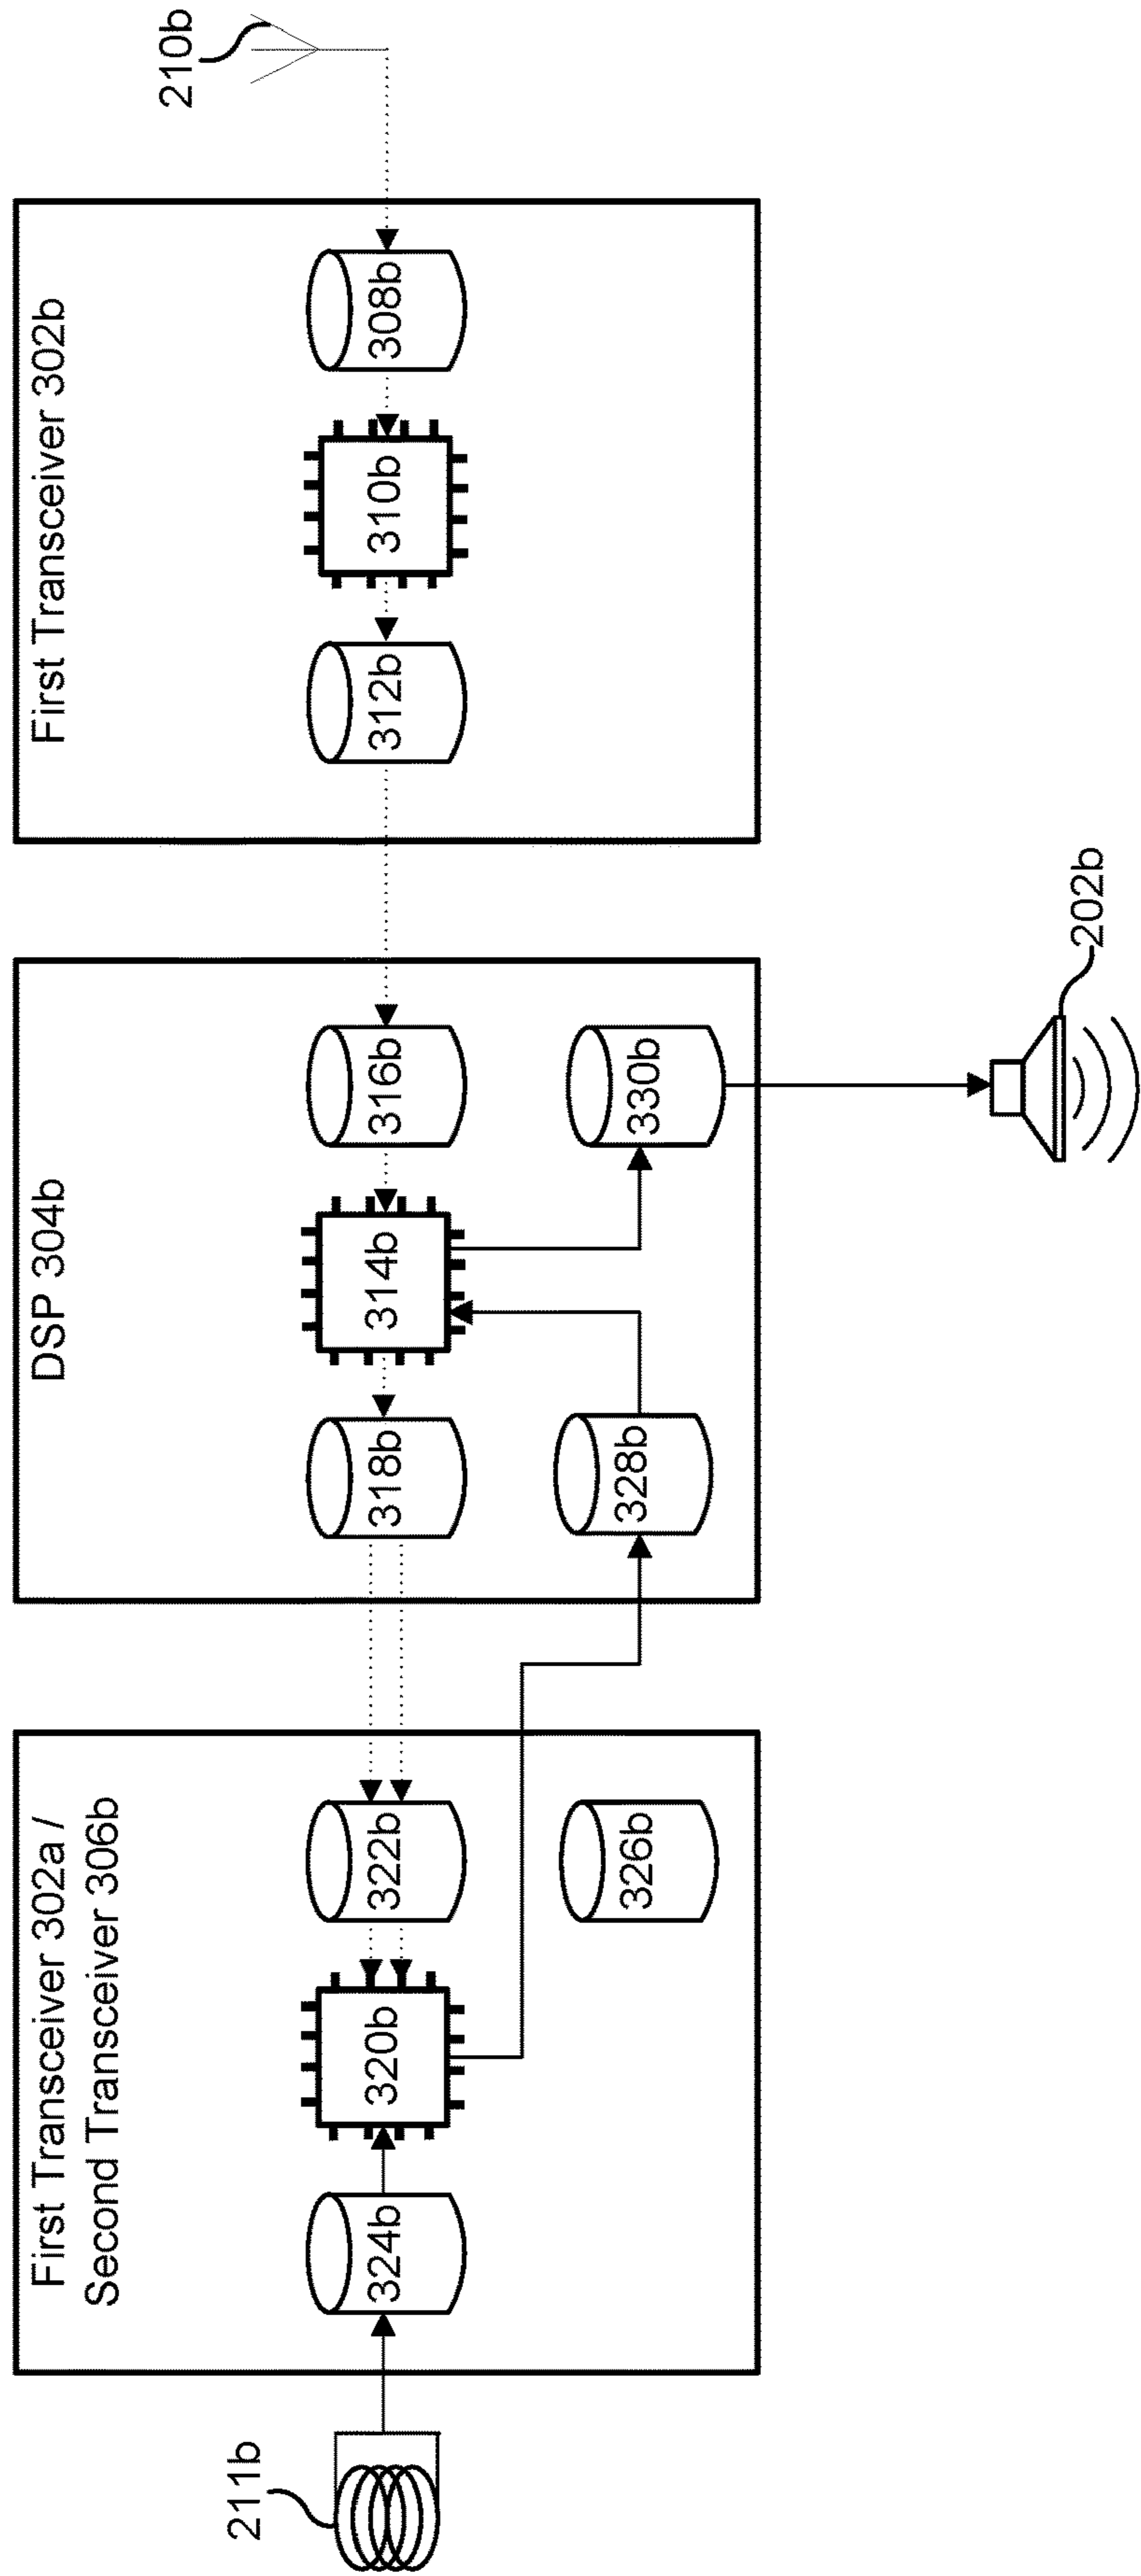 First Transceiver 302a /
Second Transceiver 306b
DSP 304b
First Transceiver 302b
211b
324b
320b
322b
318b
314b
316b
312b
310b
308b
210b
326b
328b
330b
202b